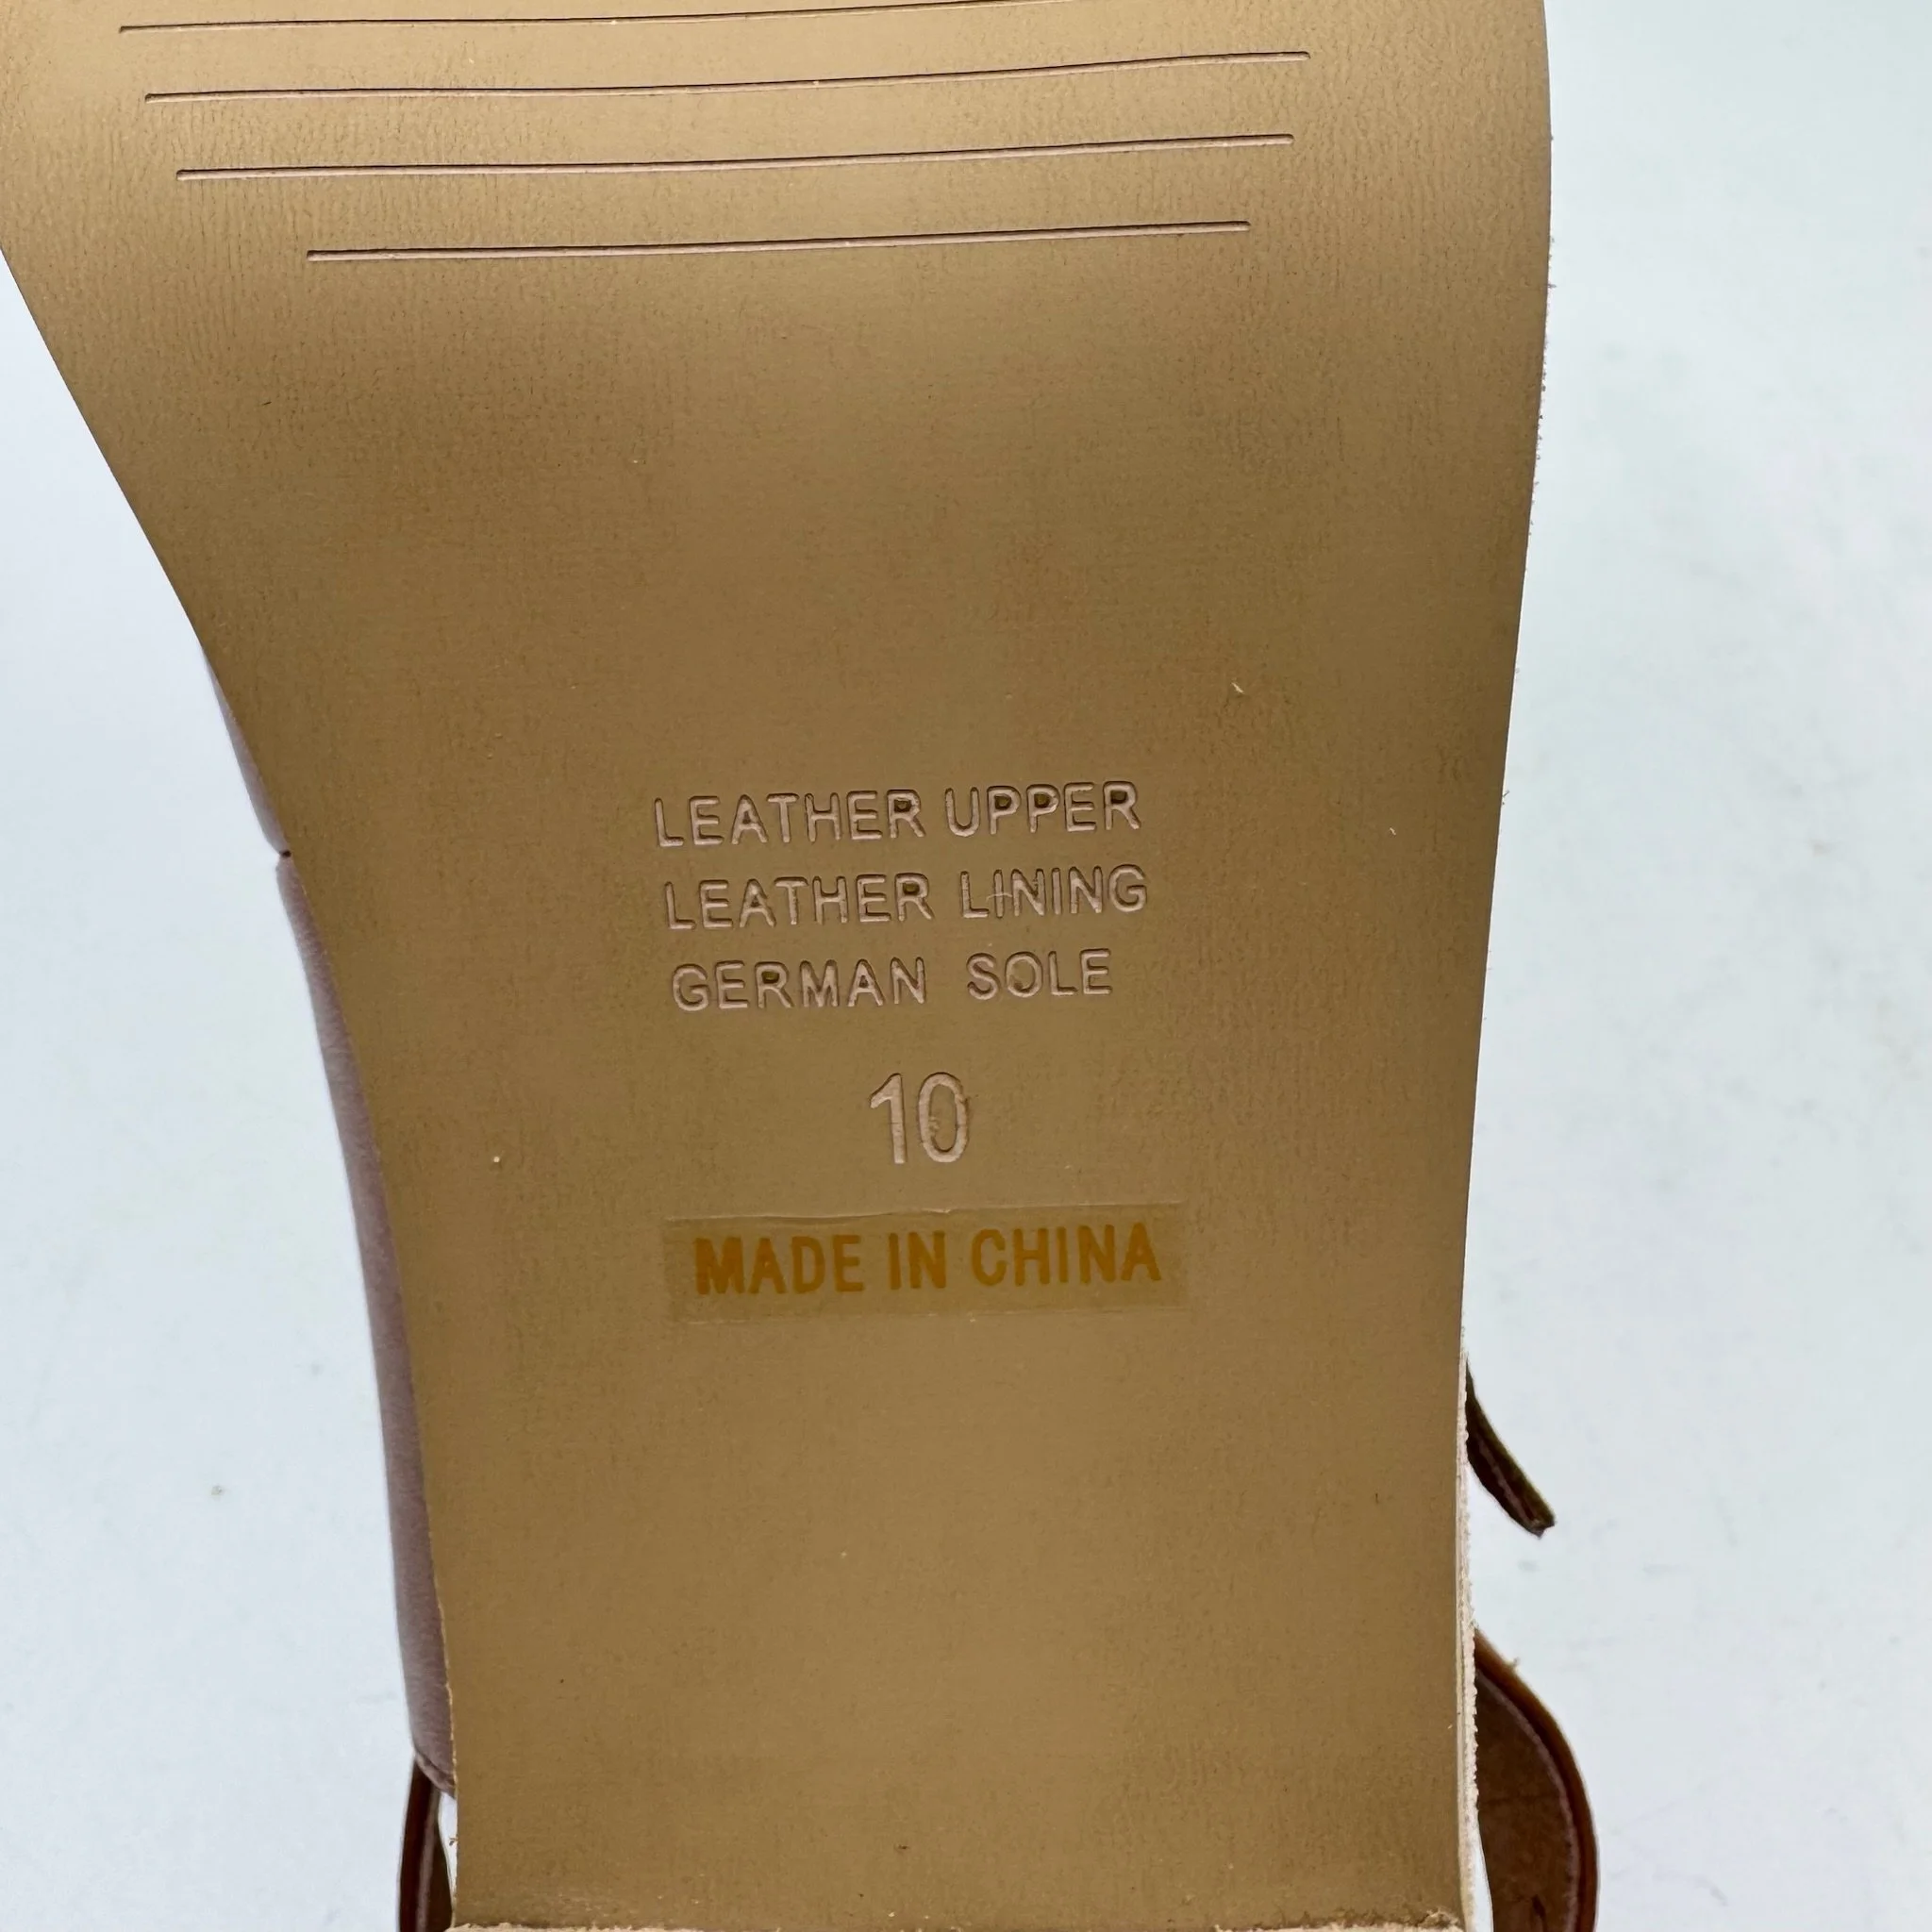 LEATHER UPPER
LEATHER LINING
GERMAN SOLE
10
MADE IN CHINA